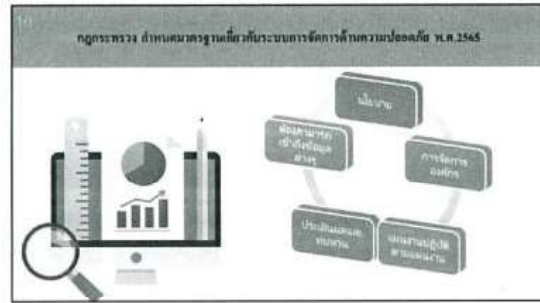 กฎกระทรวง กำหนดมาตรฐานเกี่ยวกับระบบการจัดการด้านความปลอดภัย พ.ศ.2565
นโยบาย
การจัดการ
องค์กร
แผนงานปฏิบัติ
ตามแผนงาน
ประเมินผลและ
ทบทวน
ต้องสามารถ
เข้าถึงข้อมูล
ต่างๆ